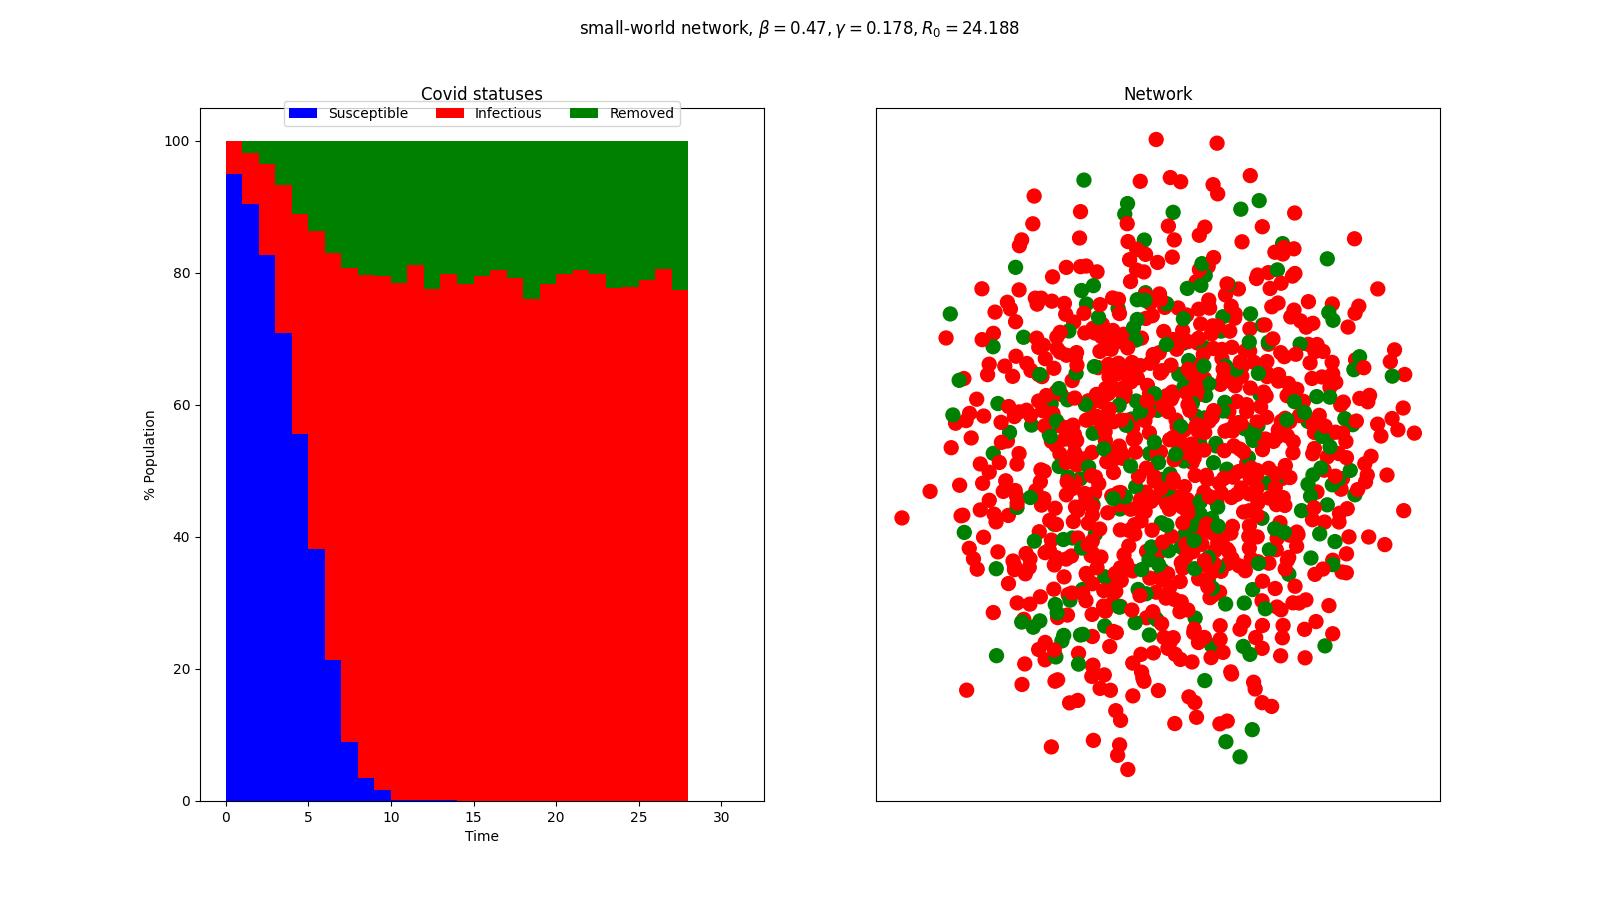 small-world network, β = 0.47, γ = 0.178, R₀ = 24.188
Covid statuses
Susceptible Infectious Removed
100
80
60
40
20
0
% Population
0 5 10 15 20 25 30
Time
Network